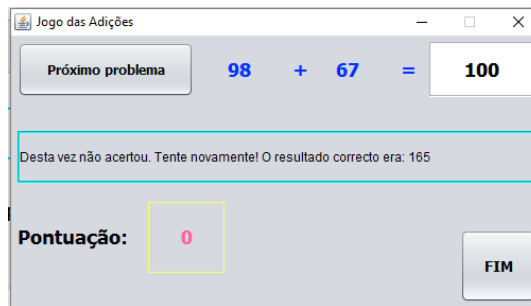 Jogo das Adições
Próximo problema 98 + 67 = 100
Desta vez não acertou. Tente novamente! O resultado correcto era: 165
Pontuação: 0
FIM